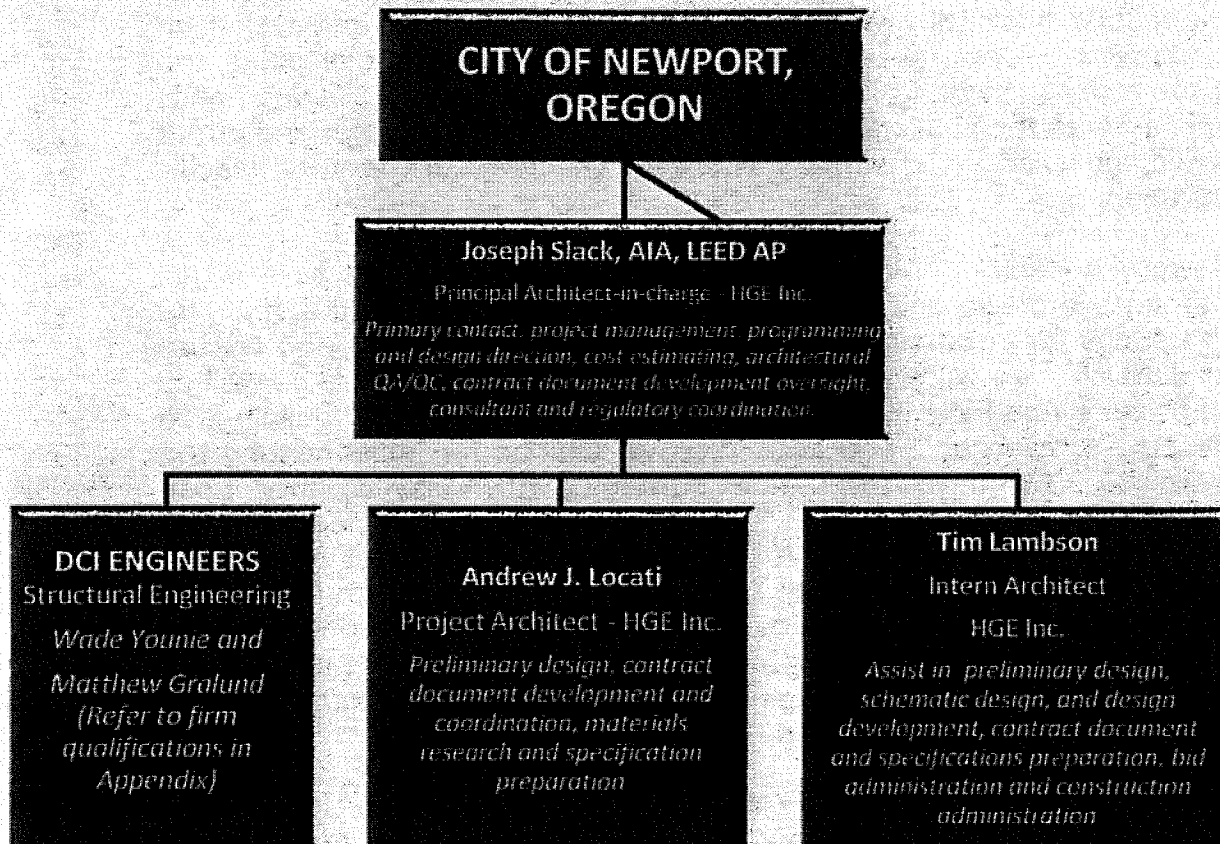 CITY OF NEWPORT,
OREGON
Joseph Slack, AIA, LEED AP
Principal Architect-in-charge - HGE Inc.
Primary contact, project management, programming
and design direction, cost estimating, architectural
QA/QC, contract document development oversight,
consultant and regulatory coordination.
DCI ENGINEERS
Structural Engineering
Wade Younie and
Matthew Gralund
(Refer to firm
qualifications in
Appendix)
Andrew J. Locati
Project Architect - HGE Inc.
Preliminary design, contract
document development and
coordination, materials
research and specification
preparation
Tim Lambson
Intern Architect
HGE Inc.
Assist in preliminary design,
schematic design, and design
development, contract document
and specifications preparation, bid
administration and construction
administration